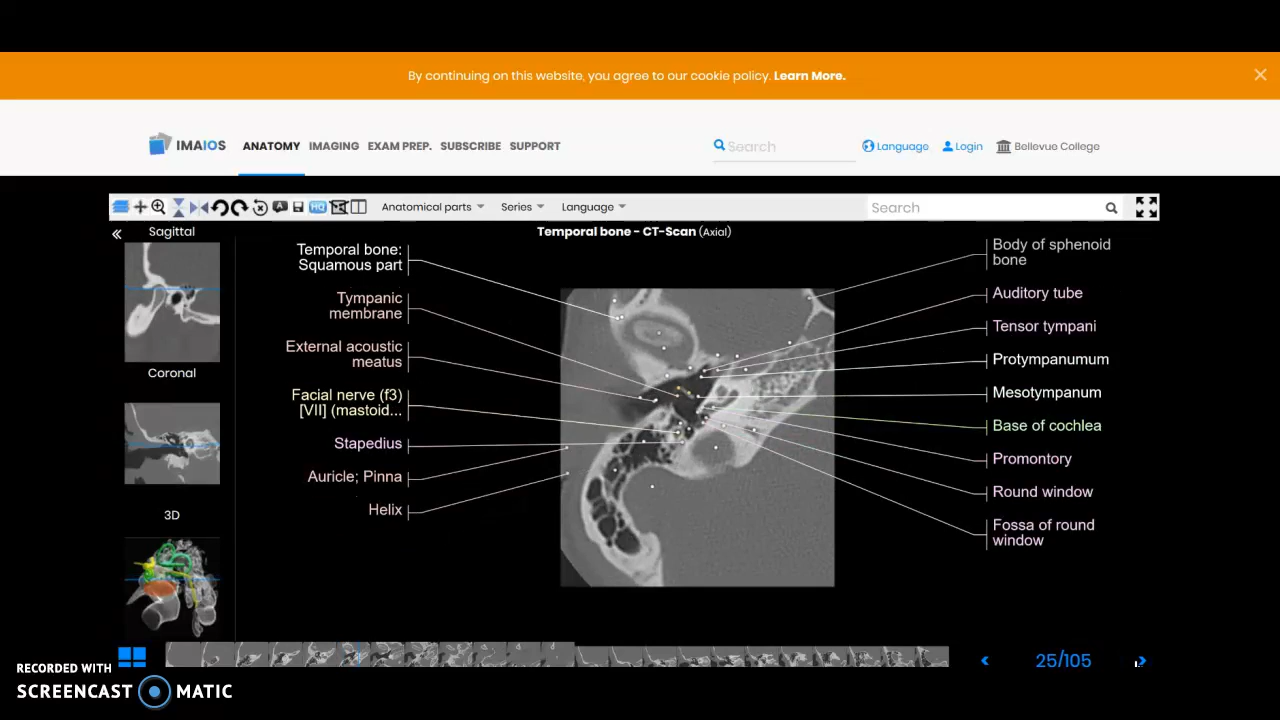 By continuing on this website, you agree to our cookie policy. Learn More.
IMAIOS
ANATOMY
IMAGING
EXAM PREP.
SUBSCRIBE
SUPPORT
Search
Language
Login
Bellevue College
HQ
Anatomical parts
Series
Language
Search
Sagittal
Coronal
3D
Temporal bone - CT-Scan (Axial)
Temporal bone:
Squamous part
Tympanic
membrane
External acoustic
meatus
Facial nerve (f3)
[VII] (mastoid...
Stapedius
Auricle; Pinna
Helix
Body of sphenoid
bone
Auditory tube
Tensor tympani
Protympanumum
Mesotympanum
Base of cochlea
Promontory
Round window
Fossa of round
window
25/105
RECORDED WITH
SCREENCAST MATIC